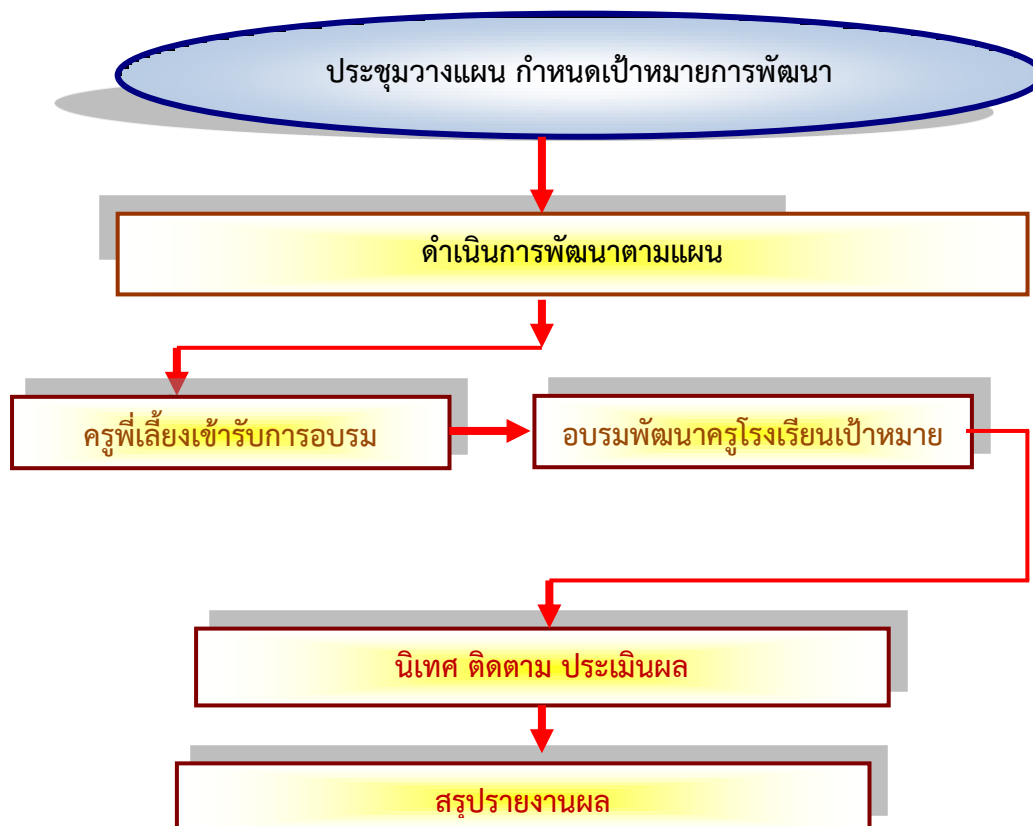 ประชุมวางแผน กำหนดเป้าหมายการพัฒนา
ดำเนินการพัฒนาตามแผน
ครูพี่เลี้ยงเข้ารับการอบรม
อบรมพัฒนาครูโรงเรียนเป้าหมาย
นิเทศ ติดตาม ประเมินผล
สรุปรายงานผล